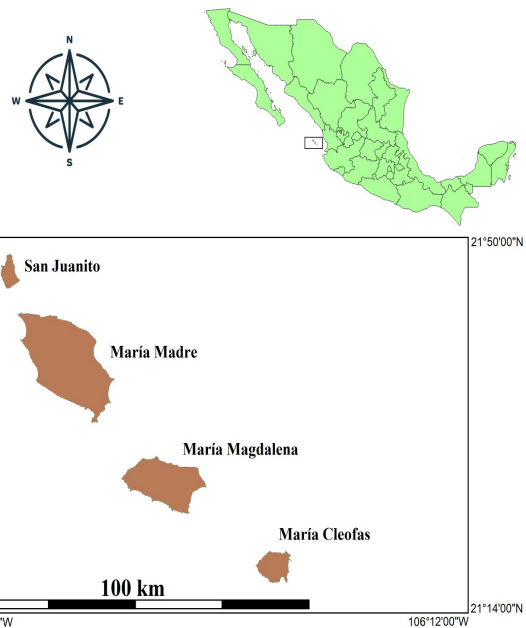 N
W
E
S
21°50'00"N
San Juanito
María Madre
María Magdalena
María Cleofas
100 km
21°14'00"N
"W
106°12'00"W